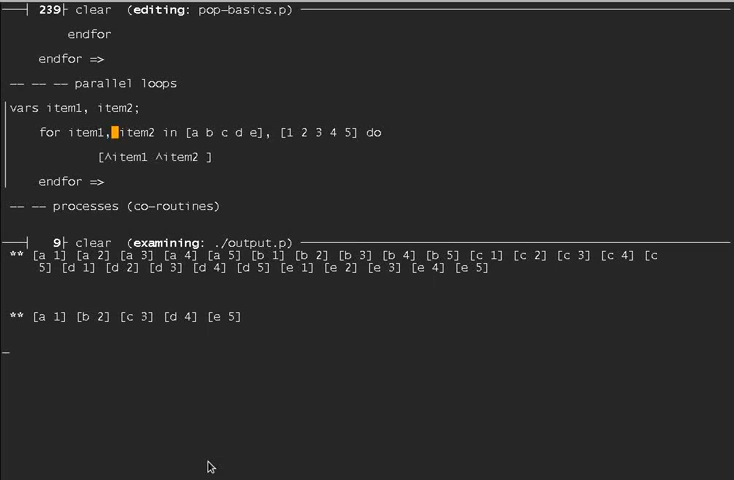 239 clear (editing: pop-basics.p)
endfor
endfor =>
-- -- -- parallel loops
vars item1, item2;
for item1, item2 in [a b c d e], [1 2 3 4 5] do
[^item1 ^item2 ]
endfor =>
-- -- processes (co-routines)
9 clear (examining: ./output.p)
** [a 1] [a 2] [a 3] [a 4] [a 5] [b 1] [b 2] [b 3] [b 4] [b 5] [c 1] [c 2] [c 3] [c 4] [c
5] [d 1] [d 2] [d 3] [d 4] [d 5] [e 1] [e 2] [e 3] [e 4] [e 5]
** [a 1] [b 2] [c 3] [d 4] [e 5]